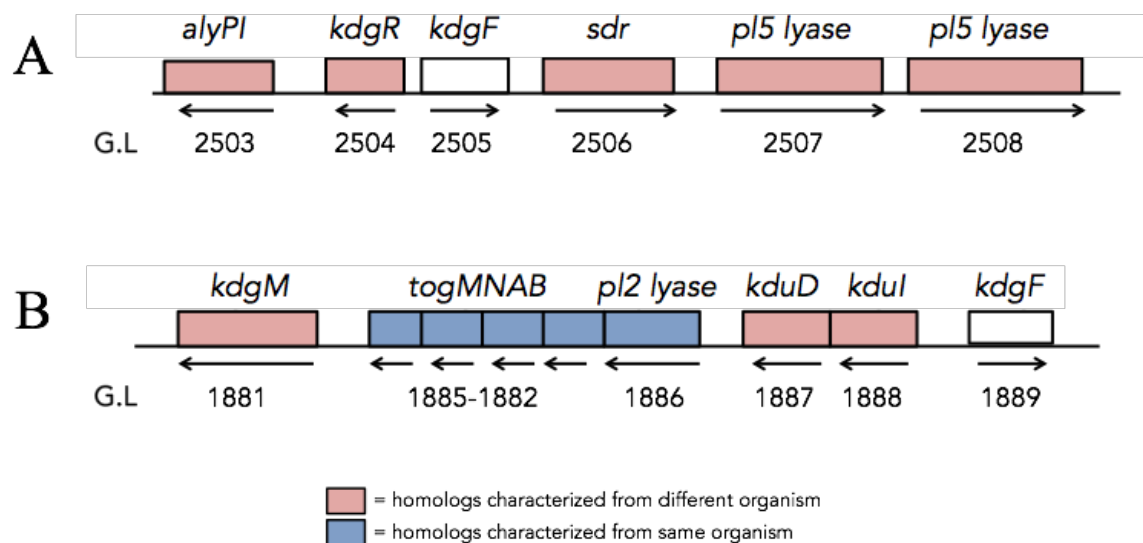 A
alyPI kdgR kdgF sdr pl5 lyase pl5 lyase
G.L 2503 2504 2505 2506 2507 2508
B
kdgM togMNAB pl2 lyase kduD kduI kdgF
G.L 1881 1885-1882 1886 1887 1888 1889
= homologs characterized from different organism
= homologs characterized from same organism